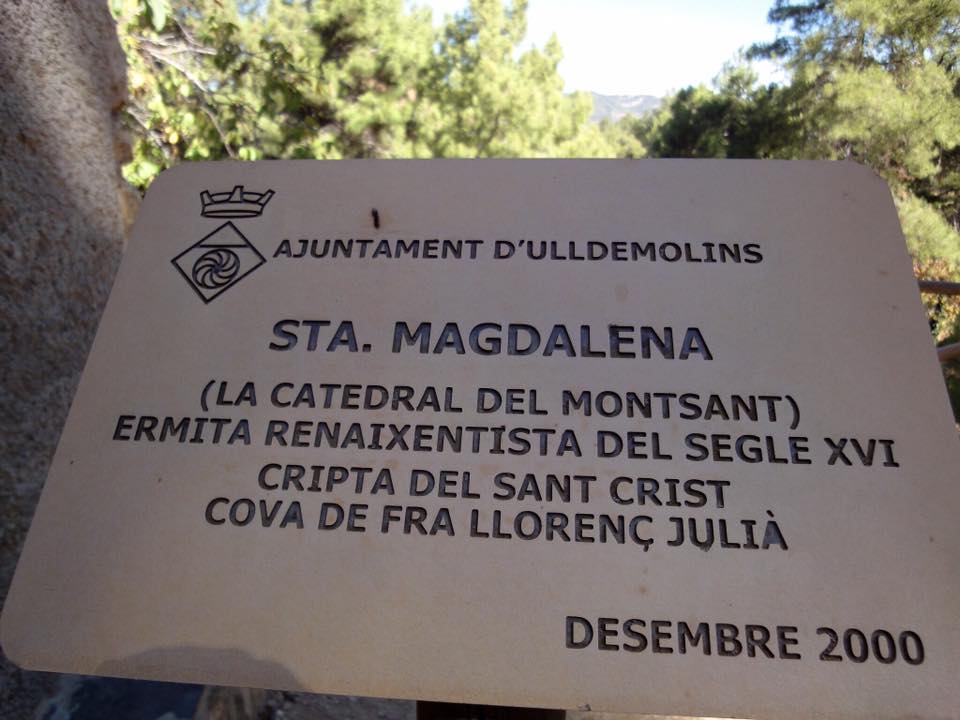 AJUNTAMENT D'ULLDEMOLINS
STA. MAGDALENA
(LA CATEDRAL DEL MONTSANT)
ERMITA RENAIXENTISTA DEL SEGLE XVI
CRIPTA DEL SANT CRIST
COVA DE FRA LLORENÇ JULIÀ
DESEMBRE 2000